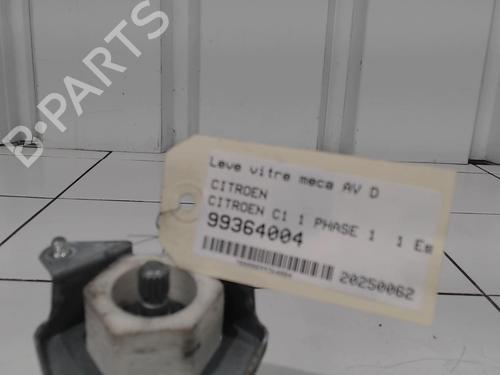 B-PARTS
Leve vitre meca AV D
CITROEN
CITROEN C1 1 PHASE 1 1 Em
99364004
20250062